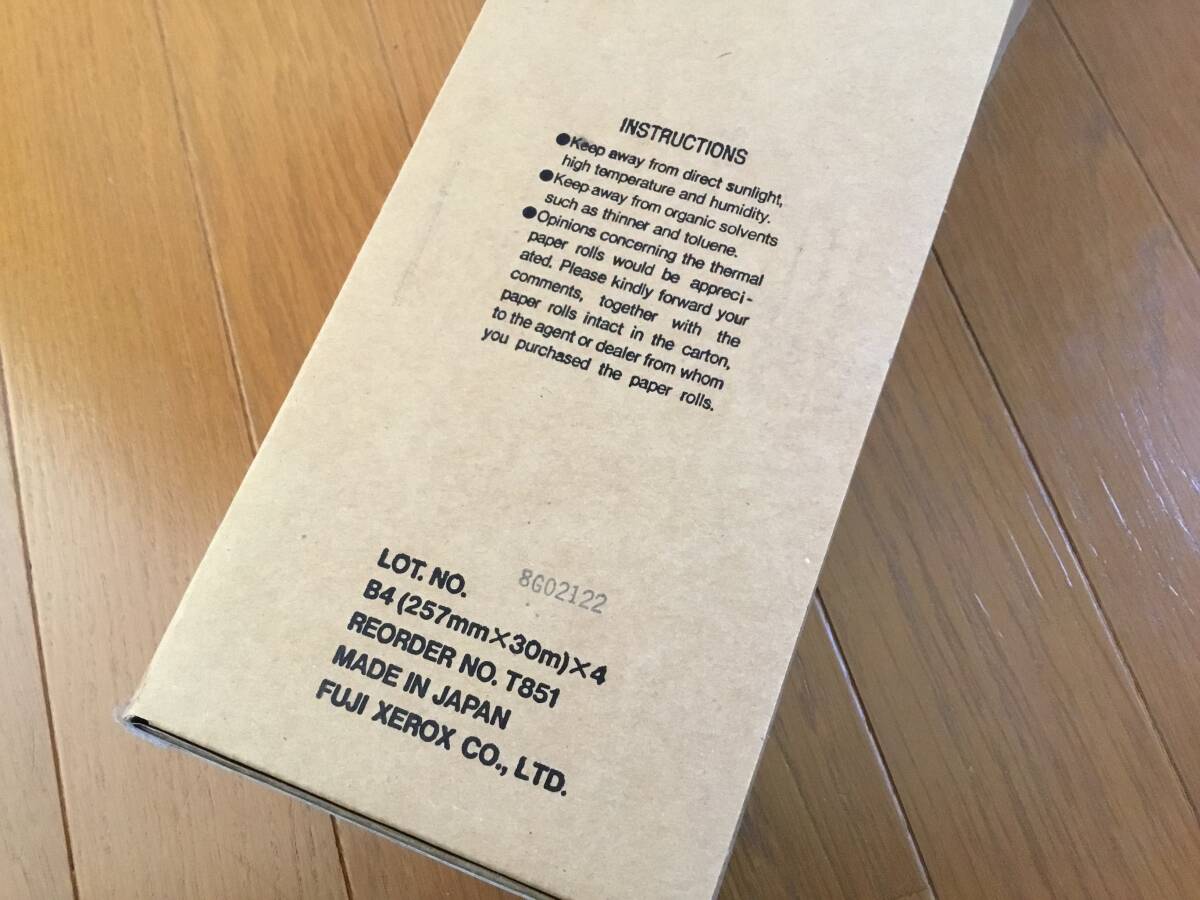 INSTRUCTIONS
●Keep away from direct sunlight,
high temperature and humidity.
●Keep away from organic solvents
such as thinner and toluene.
●Opinions concerning the thermal
paper rolls would be appreci-
ated. Please kindly forward your
comments, together with the
paper rolls intact in the carton,
to the agent or dealer from whom
you purchased the paper rolls.
LOT. NO. 8G02122
B4 (257mm×30m)×4
REORDER NO. T851
MADE IN JAPAN
FUJI XEROX CO., LTD.